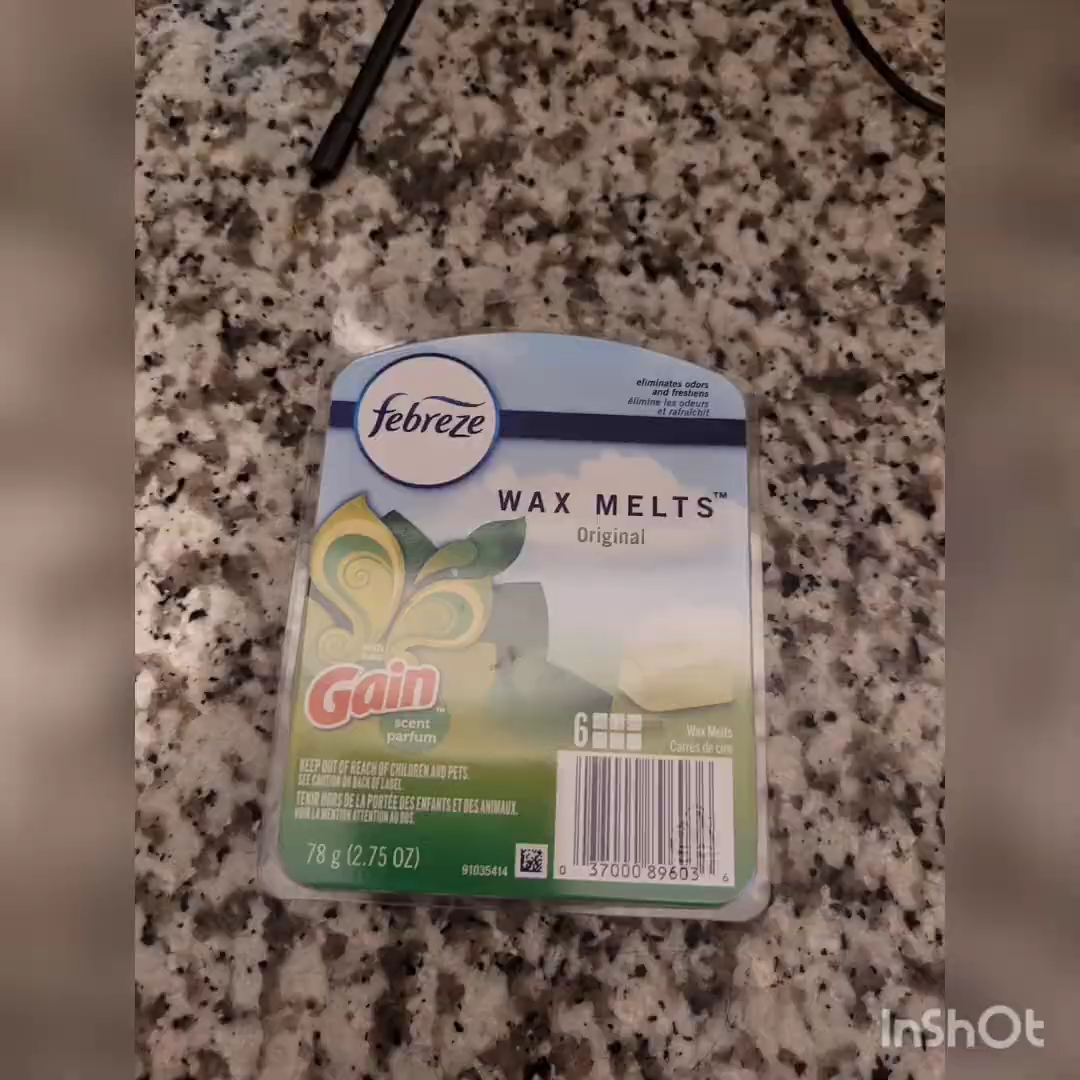 febreze
eliminates odors
and freshens
élimine les odeurs
et rafraîchit
WAX MELTS™
Original
with
Gain™
scent
parfum
6
Wax Melts
Carrés de cire
KEEP OUT OF REACH OF CHILDREN AND PETS.
SEE CAUTION ON BACK OF LABEL.
TENIR HORS DE LA PORTÉE DES ENFANTS ET DES ANIMAUX.
VOIR LA MENTION ATTENTION AU DOS.
78 g (2.75 OZ)
91035414
0 37000 89603 6
InShOt